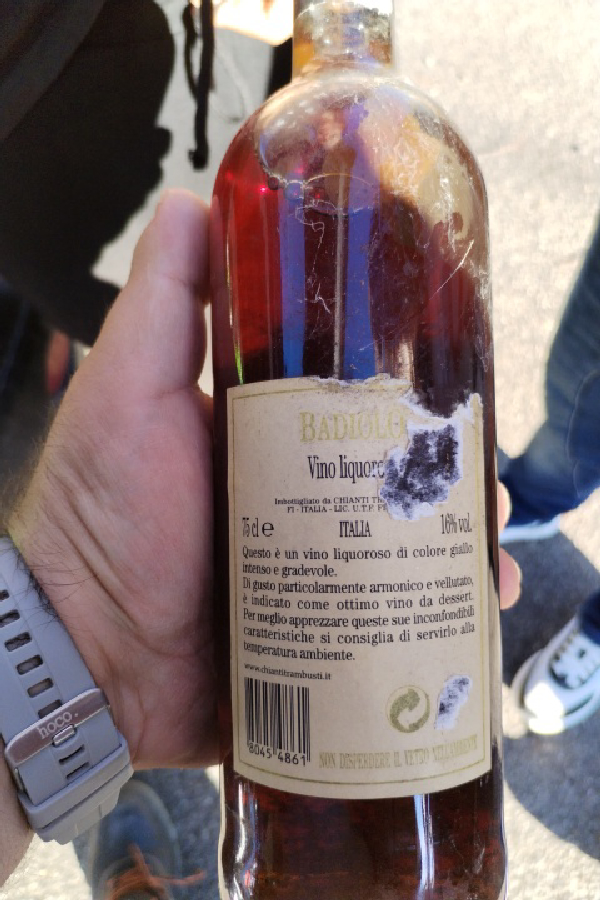 BADIOLO
Vino liquoro
Imbottigliato da CHIANTI
FI - ITALIA - LIC. U.T.F.
75 cl e ITALIA 16% vol.
Questo è un vino liquoroso di colore giallo
intenso e gradevole.
Di gusto particolarmente armonico e vellutato,
è indicato come ottimo vino da dessert.
Per meglio apprezzare queste sue inconfondibili
caratteristiche si consiglia di servirlo alla
temperatura ambiente.
www.chiantitrambusti.it
8045 4861
NON DISPERDERE IL VETRO NELL'AMBIENTE
hoco.